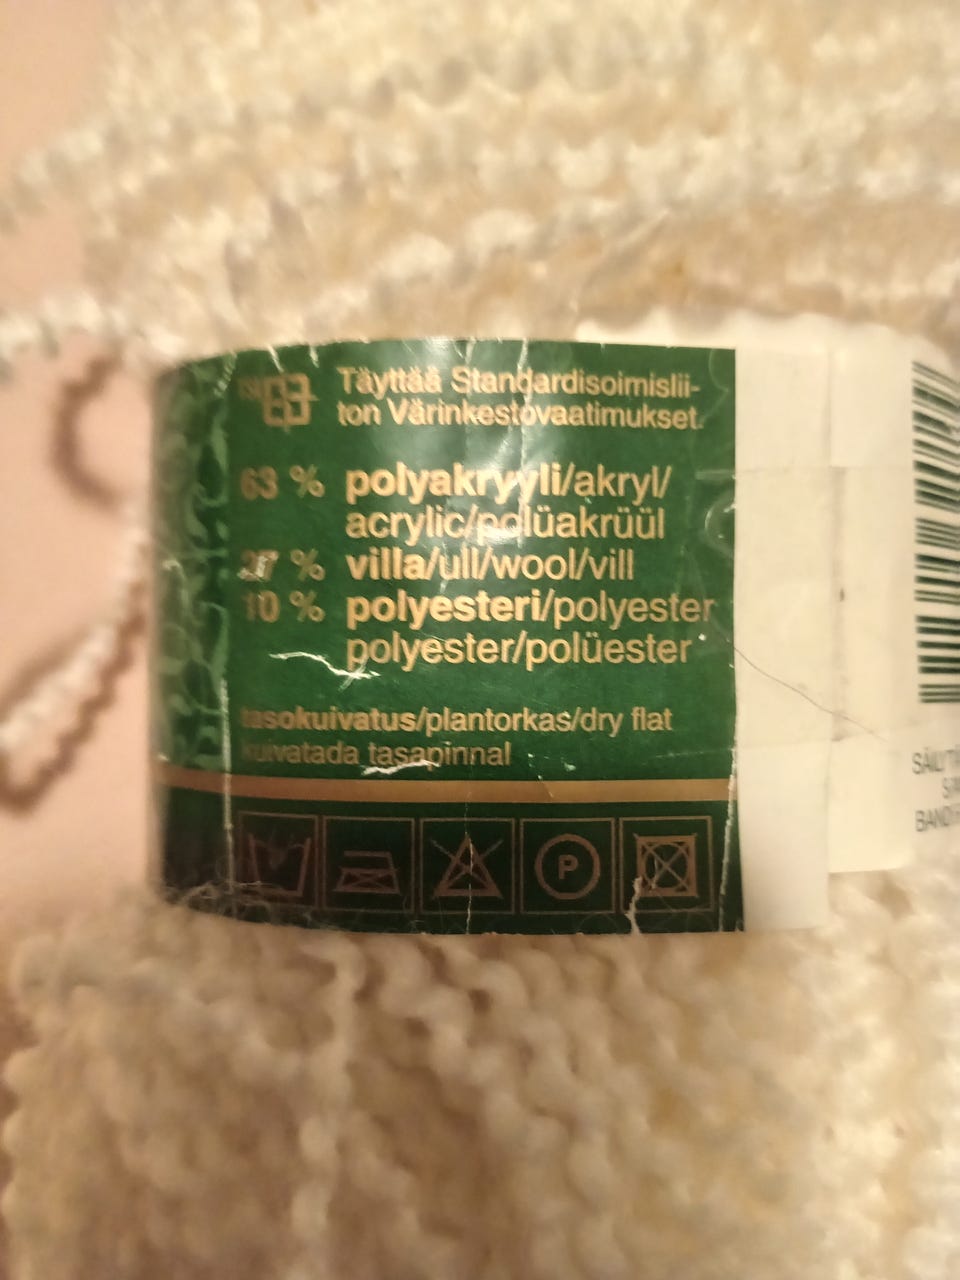 Täyttää Standardisoimislii-
ton Värinkestovaatimukset.
63 % polyakryyli/akryl/
acrylic/polüakrüül
27 % villa/ull/wool/vill
10 % polyesteri/polyester
polyester/polüester
tasokuivatus/plantorkas/dry flat
kuivatada tasapinnal
P